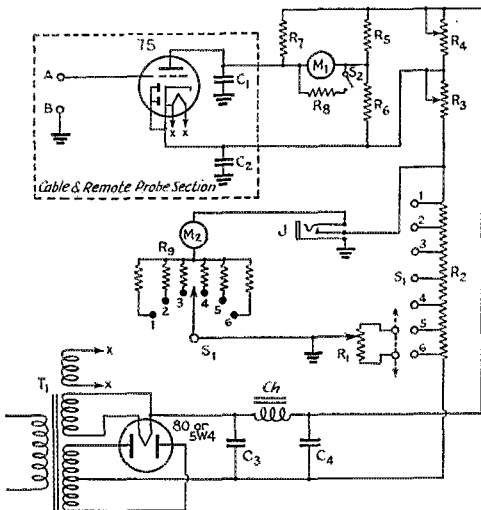 75
A
B
C1
C2
x x
Cable & Remote Probe Section
R7
M1
R5
R4
S2
R8
R6
R3
M2
J
R9
1
2
3
4
5
6
S1
1
2
3
S1
4
5
6
R2
R1
T1
x
x
80 or
5W4
Ch
C3
C4